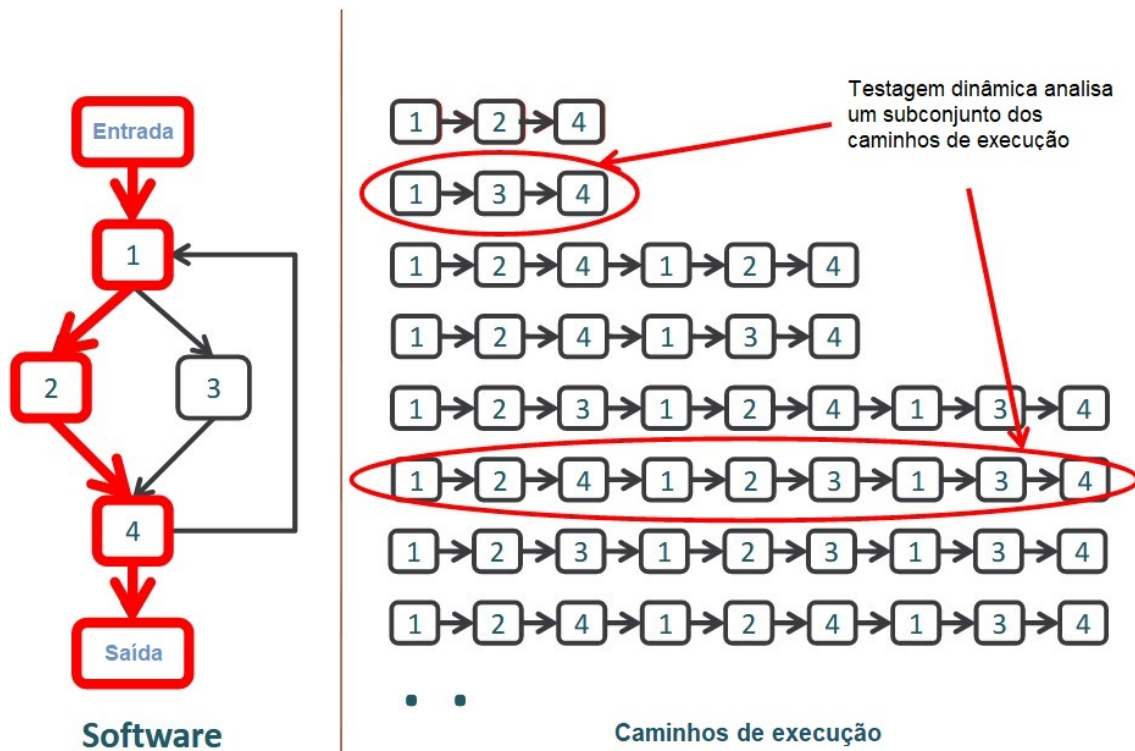 Entrada
1
2
3
4
Saída
Software
Testagem dinâmica analisa
um subconjunto dos
caminhos de execução
1 2 4
1 3 4
1 2 4 1 2 4
1 2 4 1 3 4
1 2 3 1 2 4 1 3 4
1 2 4 1 2 3 1 3 4
1 2 3 1 2 3 1 3 4
1 2 4 1 2 4 1 3 4
. .
Caminhos de execução